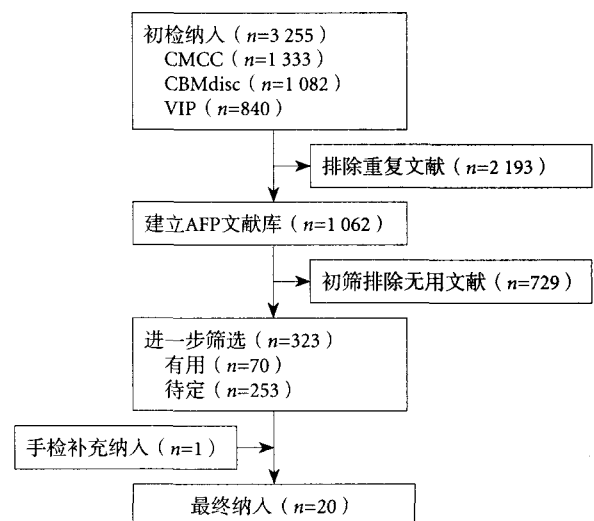 初检纳入（n=3 255）
CMCC（n=1 333）
CBMdisc（n=1 082）
VIP（n=840）
排除重复文献（n=2 193）
建立AFP文献库（n=1 062）
初筛排除无用文献（n=729）
进一步筛选（n=323）
有用（n=70）
待定（n=253）
手检补充纳入（n=1）
最终纳入（n=20）